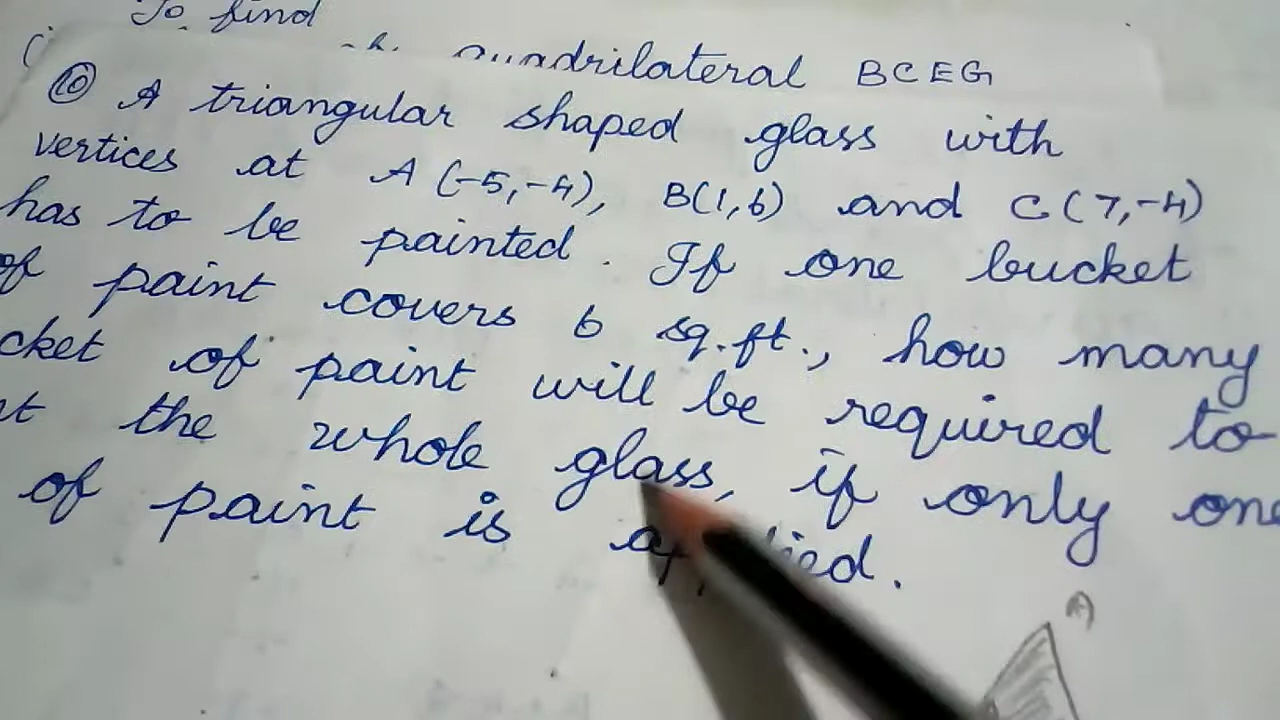 To find
quadrilateral BCEG
10 A triangular shaped glass with
vertices at A(-5,-4), B(1,6) and C(7,-4)
has to be painted. If one bucket
of paint covers 6 sq.ft., how many
cket of paint will be required to
the whole glass, if only one
of paint is
A